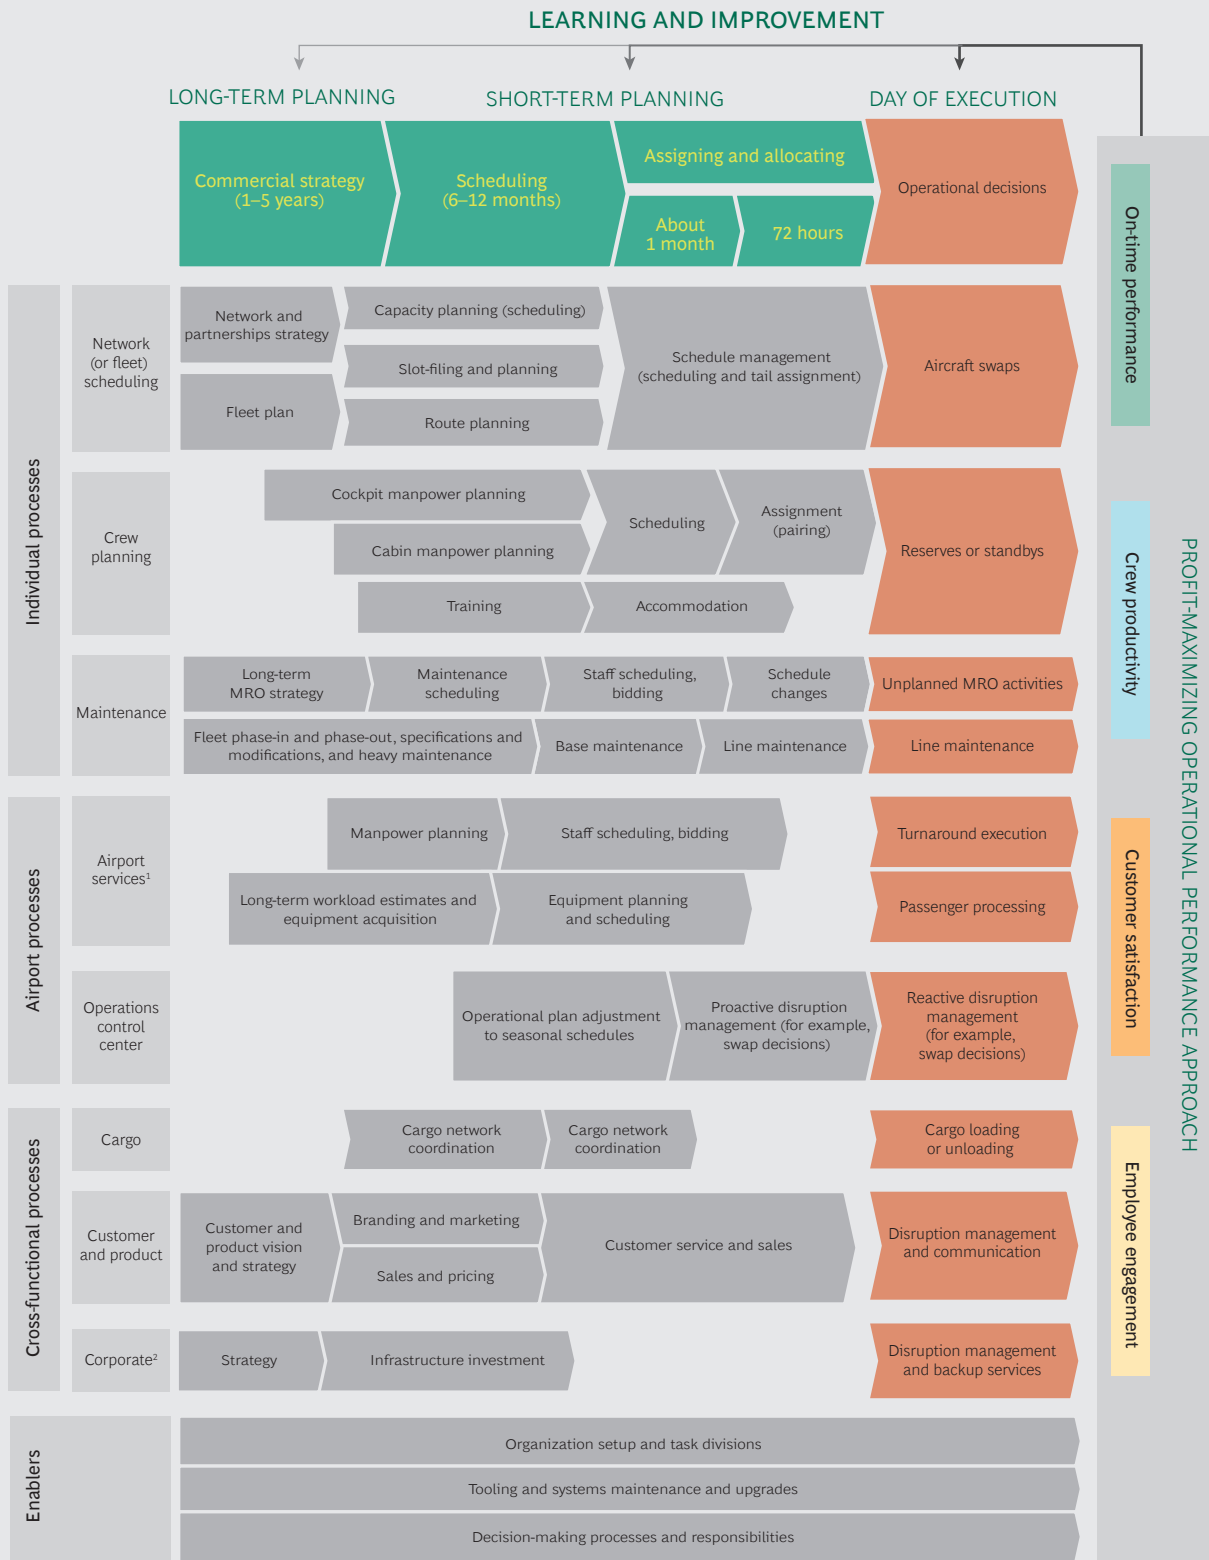 LEARNING AND IMPROVEMENT
LONG-TERM PLANNING
SHORT-TERM PLANNING
DAY OF EXECUTION
Commercial strategy
(1–5 years)
Scheduling
(6–12 months)
Assigning and allocating
About
1 month
72 hours
Operational decisions
Individual processes
Network
(or fleet)
scheduling
Network and
partnerships strategy
Fleet plan
Capacity planning (scheduling)
Slot-filing and planning
Route planning
Schedule management
(scheduling and tail assignment)
Aircraft swaps
Crew
planning
Cockpit manpower planning
Cabin manpower planning
Training
Scheduling
Assignment
(pairing)
Accommodation
Reserves or standbys
Maintenance
Long-term
MRO strategy
Maintenance
scheduling
Staff scheduling,
bidding
Schedule
changes
Unplanned MRO activities
Fleet phase-in and phase-out, specifications and
modifications, and heavy maintenance
Base maintenance
Line maintenance
Line maintenance
Airport processes
Airport
services¹
Manpower planning
Staff scheduling, bidding
Turnaround execution
Long-term workload estimates and
equipment acquisition
Equipment planning
and scheduling
Passenger processing
Operations
control
center
Operational plan adjustment
to seasonal schedules
Proactive disruption
management (for example,
swap decisions)
Reactive disruption
management
(for example,
swap decisions)
Cross-functional processes
Cargo
Cargo network
coordination
Cargo network
coordination
Cargo loading
or unloading
Customer
and product
Customer and
product vision
and strategy
Branding and marketing
Sales and pricing
Customer service and sales
Disruption management
and communication
Corporate²
Strategy
Infrastructure investment
Disruption management
and backup services
Enablers
Organization setup and task divisions
Tooling and systems maintenance and upgrades
Decision-making processes and responsibilities
On-time performance
Crew productivity
Customer satisfaction
Employee engagement
PROFIT-MAXIMIZING OPERATIONAL PERFORMANCE APPROACH